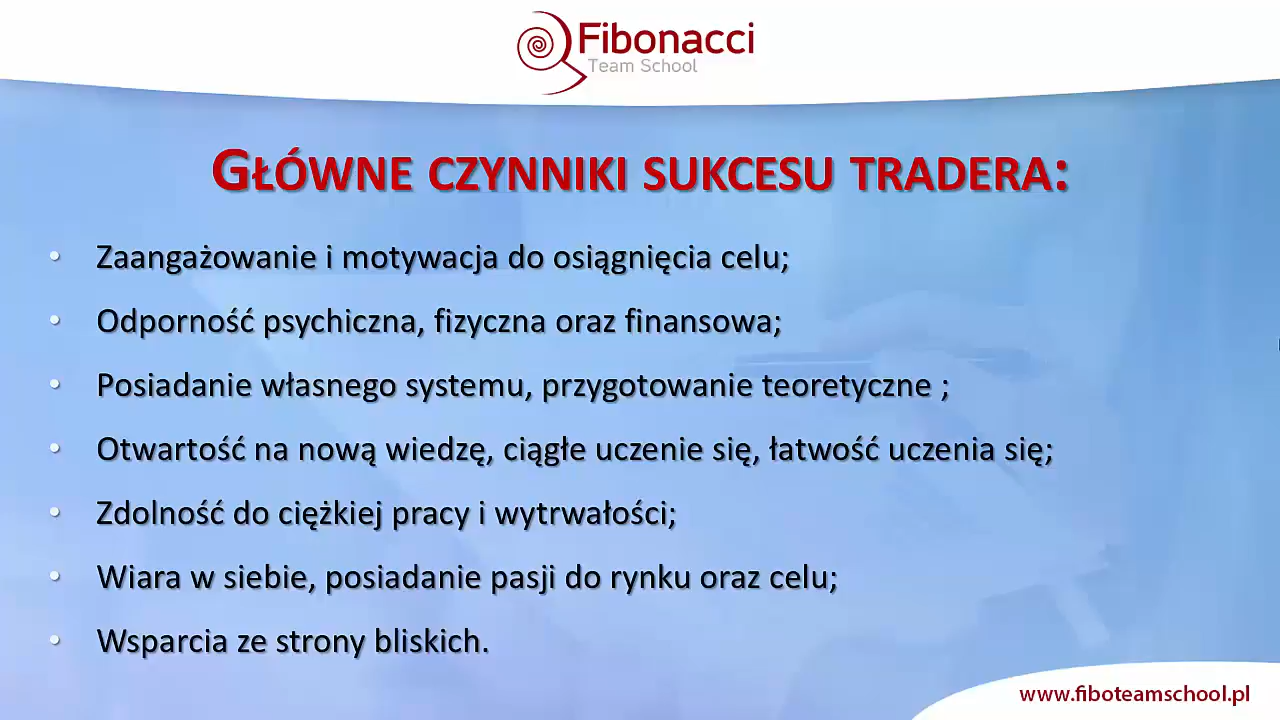 Fibonacci
Team School
GŁÓWNE CZYNNIKI SUKCESU TRADERA:
• Zaangażowanie i motywacja do osiągnięcia celu;
• Odporność psychiczna, fizyczna oraz finansowa;
• Posiadanie własnego systemu, przygotowanie teoretyczne ;
• Otwartość na nową wiedzę, ciągłe uczenie się, łatwość uczenia się;
• Zdolność do ciężkiej pracy i wytrwałości;
• Wiara w siebie, posiadanie pasji do rynku oraz celu;
• Wsparcia ze strony bliskich.
www.fiboteamschool.pl